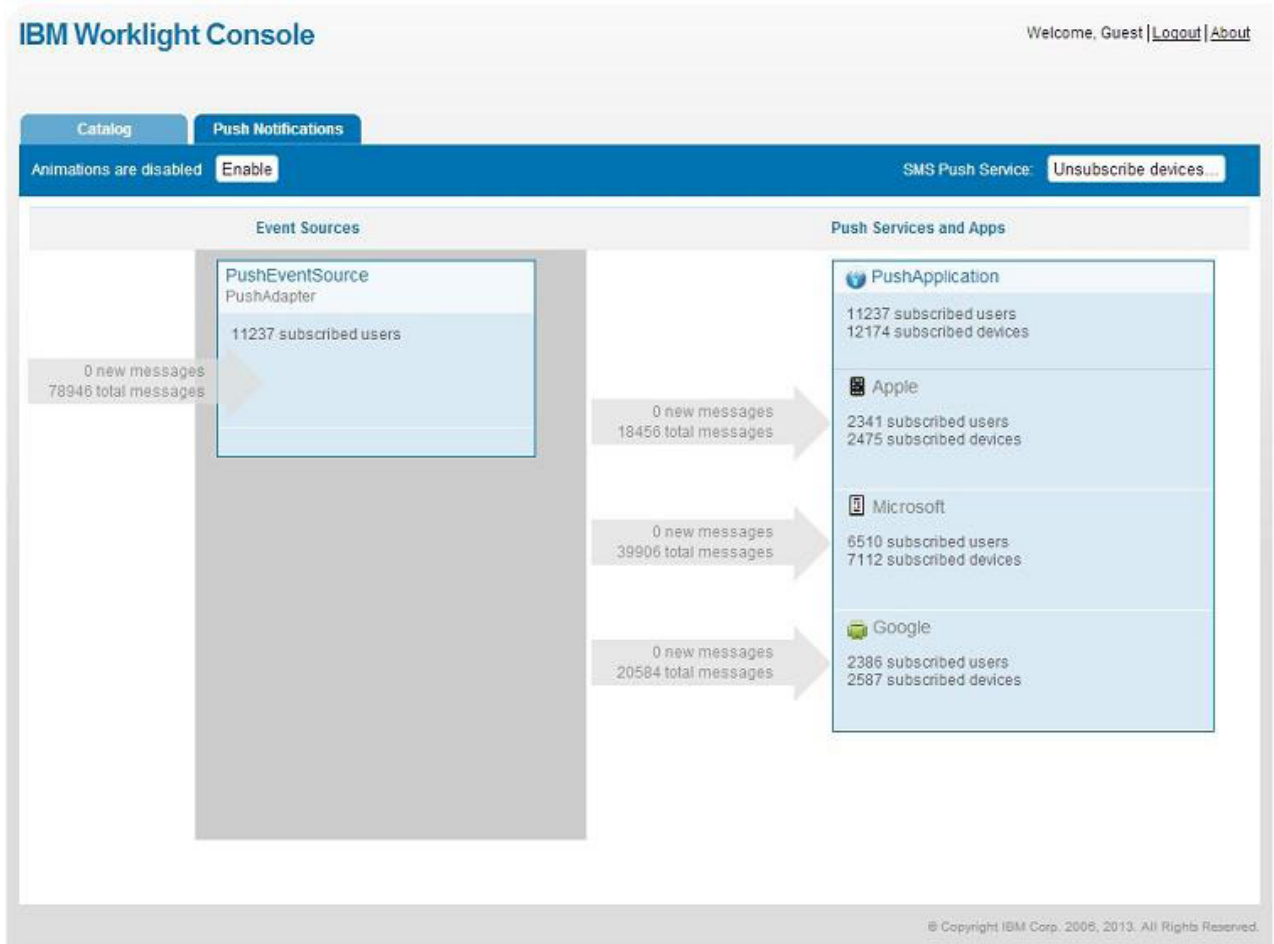 IBM Worklight Console
Welcome, Guest | Logout | About
Catalog
Push Notifications
Animations are disabled
Enable
SMS Push Service:
Unsubscribe devices...
Event Sources
Push Services and Apps
PushEventSource
PushAdapter
11237 subscribed users
0 new messages
78946 total messages
PushApplication
11237 subscribed users
12174 subscribed devices
0 new messages
18456 total messages
Apple
2341 subscribed users
2475 subscribed devices
0 new messages
39906 total messages
Microsoft
6510 subscribed users
7112 subscribed devices
0 new messages
20584 total messages
Google
2386 subscribed users
2587 subscribed devices
© Copyright IBM Corp. 2006, 2013. All Rights Reserved.